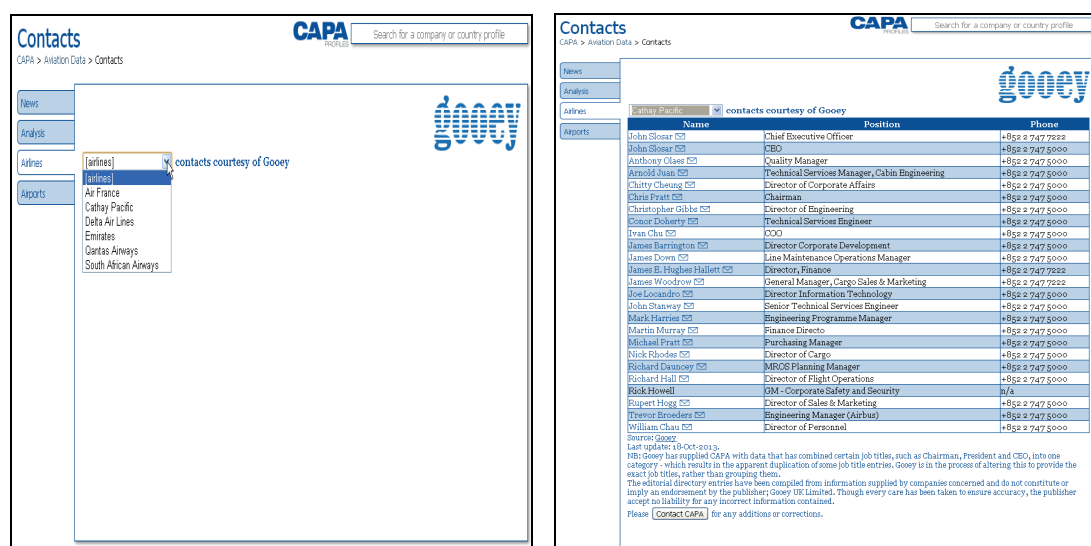 Contacts
CAPA PROFILES
Search for a company or country profile
CAPA > Aviation Data > Contacts
News
Analysis
Airlines
Airports
gooey
[airlines] contacts courtesy of Gooey
[airlines]
Air France
Cathay Pacific
Delta Air Lines
Emirates
Qantas Airways
South African Airways
Contacts
CAPA PROFILES
Search for a company or country profile
CAPA > Aviation Data > Contacts
News
Analysis
Airlines
Airports
gooey
Cathay Pacific contacts courtesy of Gooey
Name Position Phone
John Slosar Chief Executive Officer +852 2 747 7222
John Slosar CEO +852 2 747 5000
Anthony Olaes Quality Manager +852 2 747 5000
Arnold Juan Technical Services Manager, Cabin Engineering +852 2 747 5000
Chitty Cheung Director of Corporate Affairs +852 2 747 5000
Chris Pratt Chairman +852 2 747 5000
Christopher Gibbs Director of Engineering +852 2 747 5000
Conor Doherty Technical Services Engineer +852 2 747 5000
Ivan Chu COO +852 2 747 5000
James Barrington Director Corporate Development +852 2 747 5000
James Down Line Maintenance Operations Manager +852 2 747 5000
James E. Hughes Hallett Director, Finance +852 2 747 7222
James Woodrow General Manager, Cargo Sales & Marketing +852 2 747 7222
Joe Locandro Director Information Technology +852 2 747 5000
John Stanway Senior Technical Services Engineer +852 2 747 5000
Mark Harries Engineering Programme Manager +852 2 747 5000
Martin Murray Finance Directo +852 2 747 5000
Michael Pratt Purchasing Manager +852 2 747 5000
Nick Rhodes Director of Cargo +852 2 747 5000
Richard Dauncey MROS Planning Manager +852 2 747 5000
Richard Hall Director of Flight Operations +852 2 747 5000
Rick Howell GM - Corporate Safety and Security n/a
Rupert Hogg Director of Sales & Marketing +852 2 747 5000
Trevor Broeders Engineering Manager (Airbus) +852 2 747 5000
William Chau Director of Personnel +852 2 747 5000
Source: Gooey
Last update: 18-Oct-2013.
NB: Gooey has supplied CAPA with data that has combined certain job titles, such as Chairman, President and CEO, into one
category - which results in the apparent duplication of some job title entries. Gooey is in the process of altering this to provide the
exact job titles, rather than grouping them.
The editorial directory entries have been compiled from information supplied by companies concerned and do not constitute or
imply an endorsement by the publisher; Gooey UK Limited. Though every care has been taken to ensure accuracy, the publisher
accept no liability for any incorrect information contained.
Please Contact CAPA for any additions or corrections.